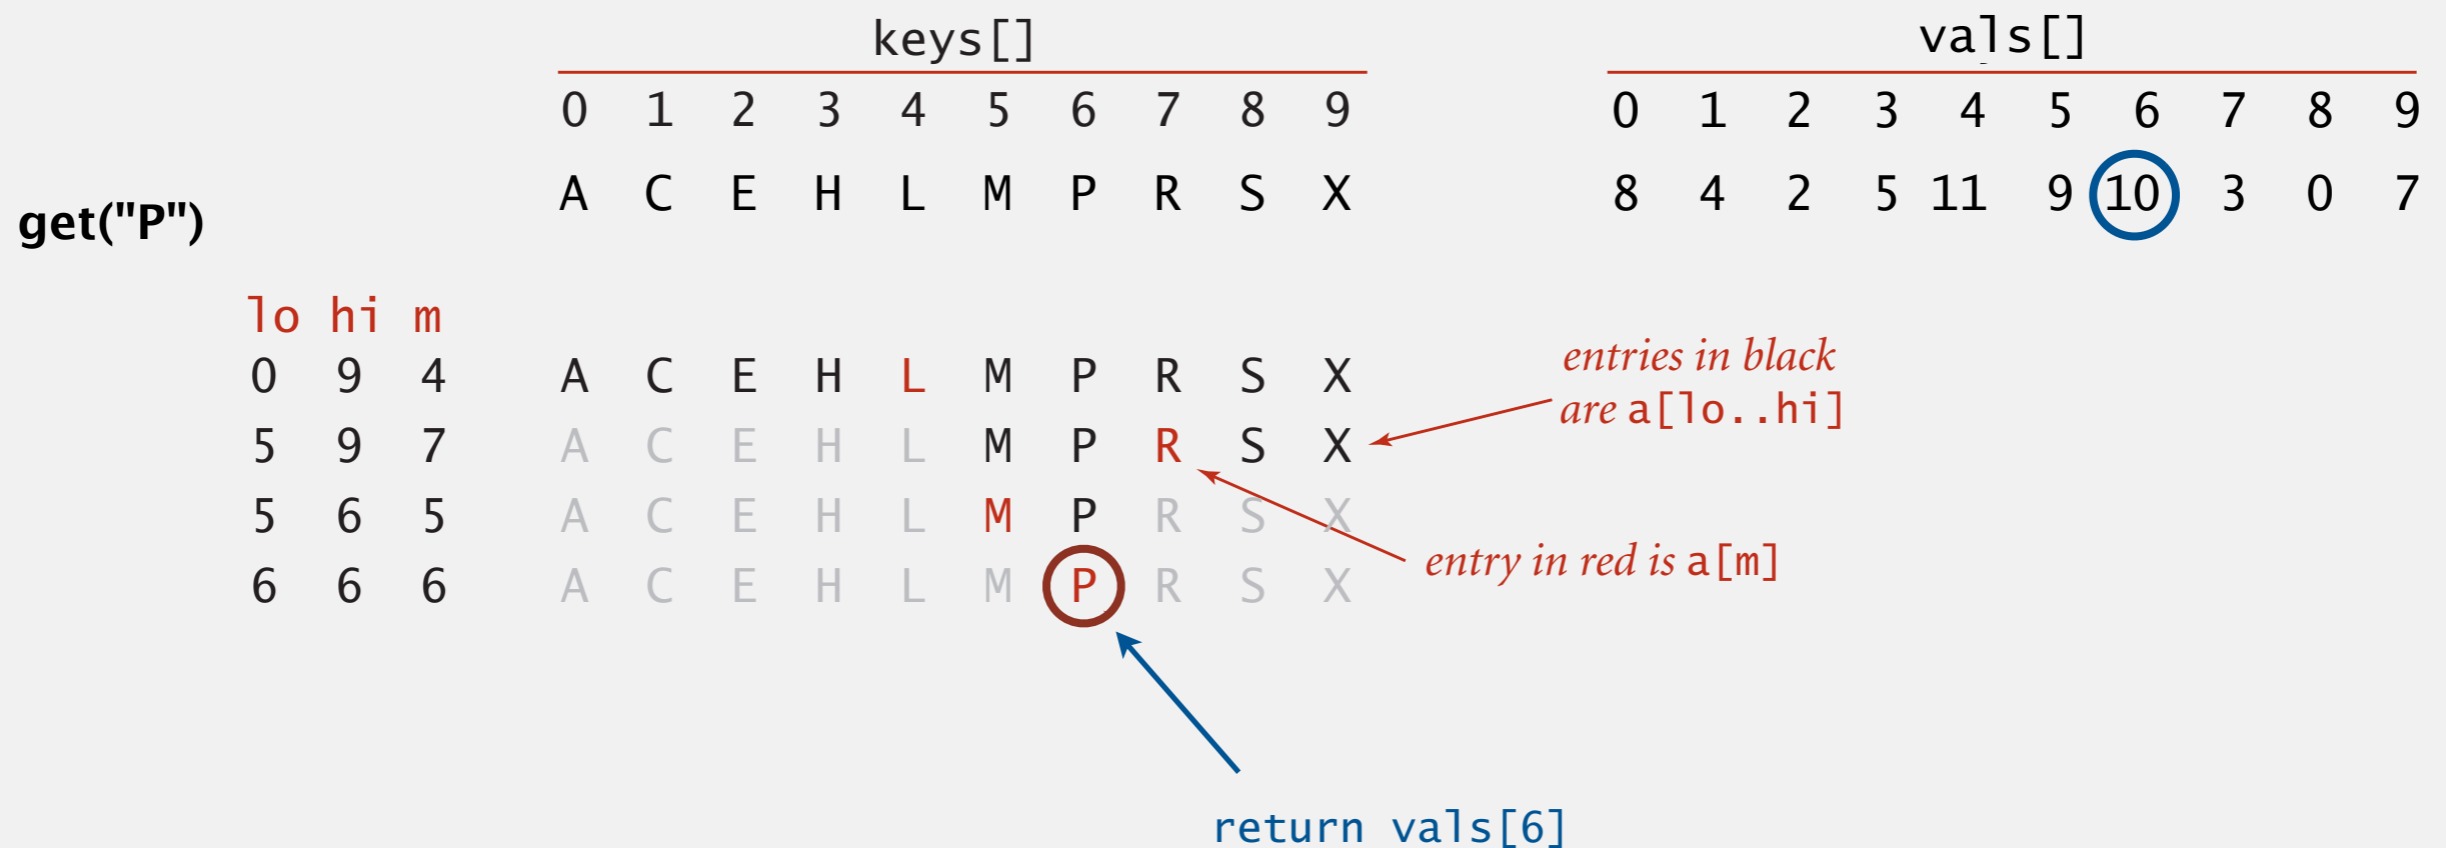 keys[]
vals[]
0 1 2 3 4 5 6 7 8 9
0 1 2 3 4 5 6 7 8 9
A C E H L M P R S X
8 4 2 5 11 9 10 3 0 7
get("P")
lo hi m
0 9 4 A C E H L M P R S X
entries in black
are a[lo..hi]
5 9 7 A C E H L M P R S X
5 6 5 A C E H L M P R S X
entry in red is a[m]
6 6 6 A C E H L M P R S X
return vals[6]